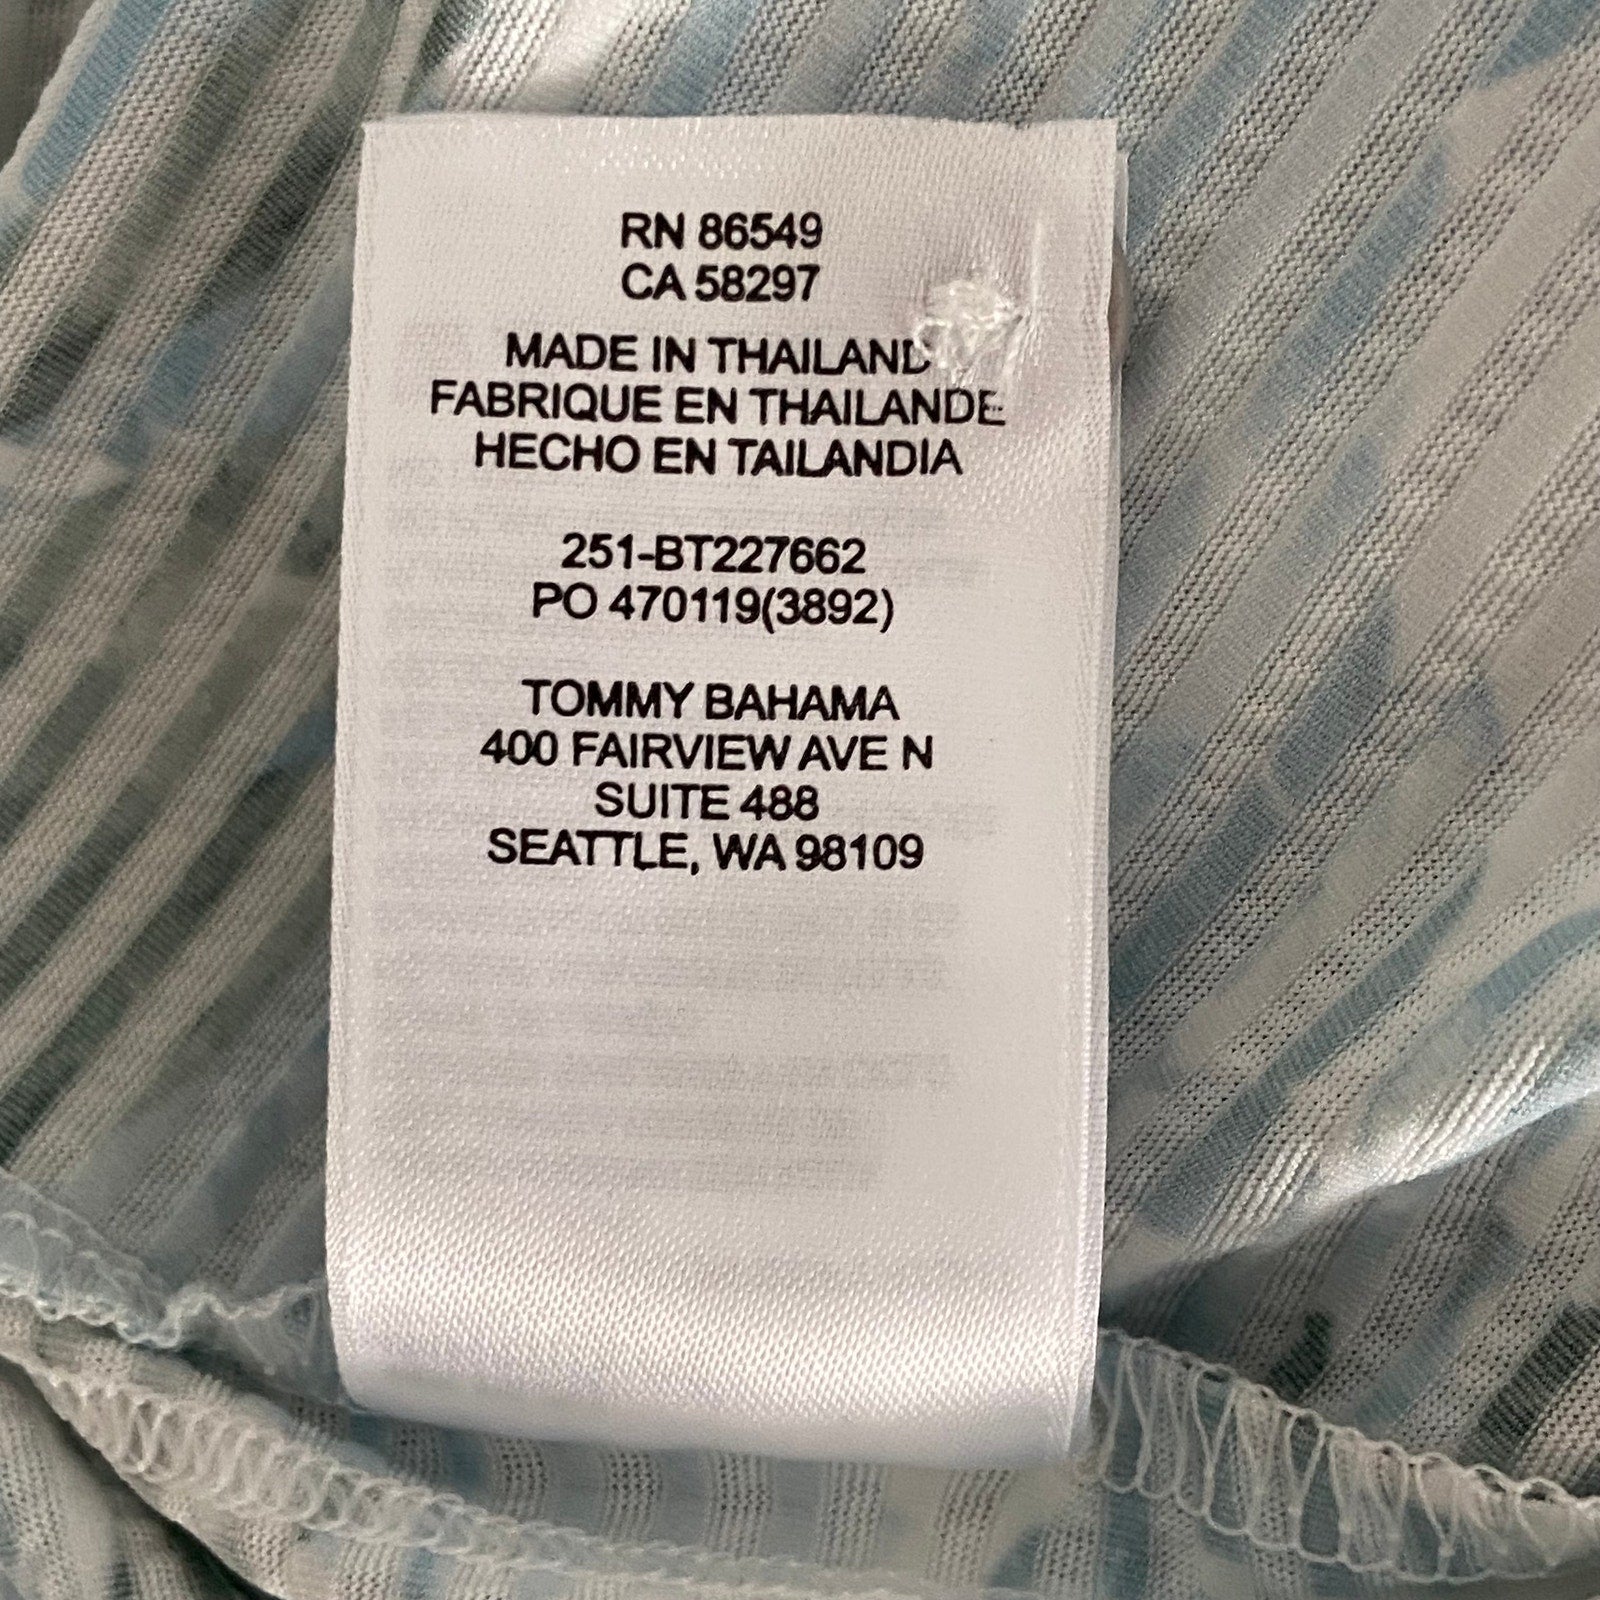 RN 86549
CA 58297
MADE IN THAILAND
FABRIQUE EN THAILANDE
HECHO EN TAILANDIA
251-BT227662
PO 470119(3892)
TOMMY BAHAMA
400 FAIRVIEW AVE N
SUITE 488
SEATTLE, WA 98109